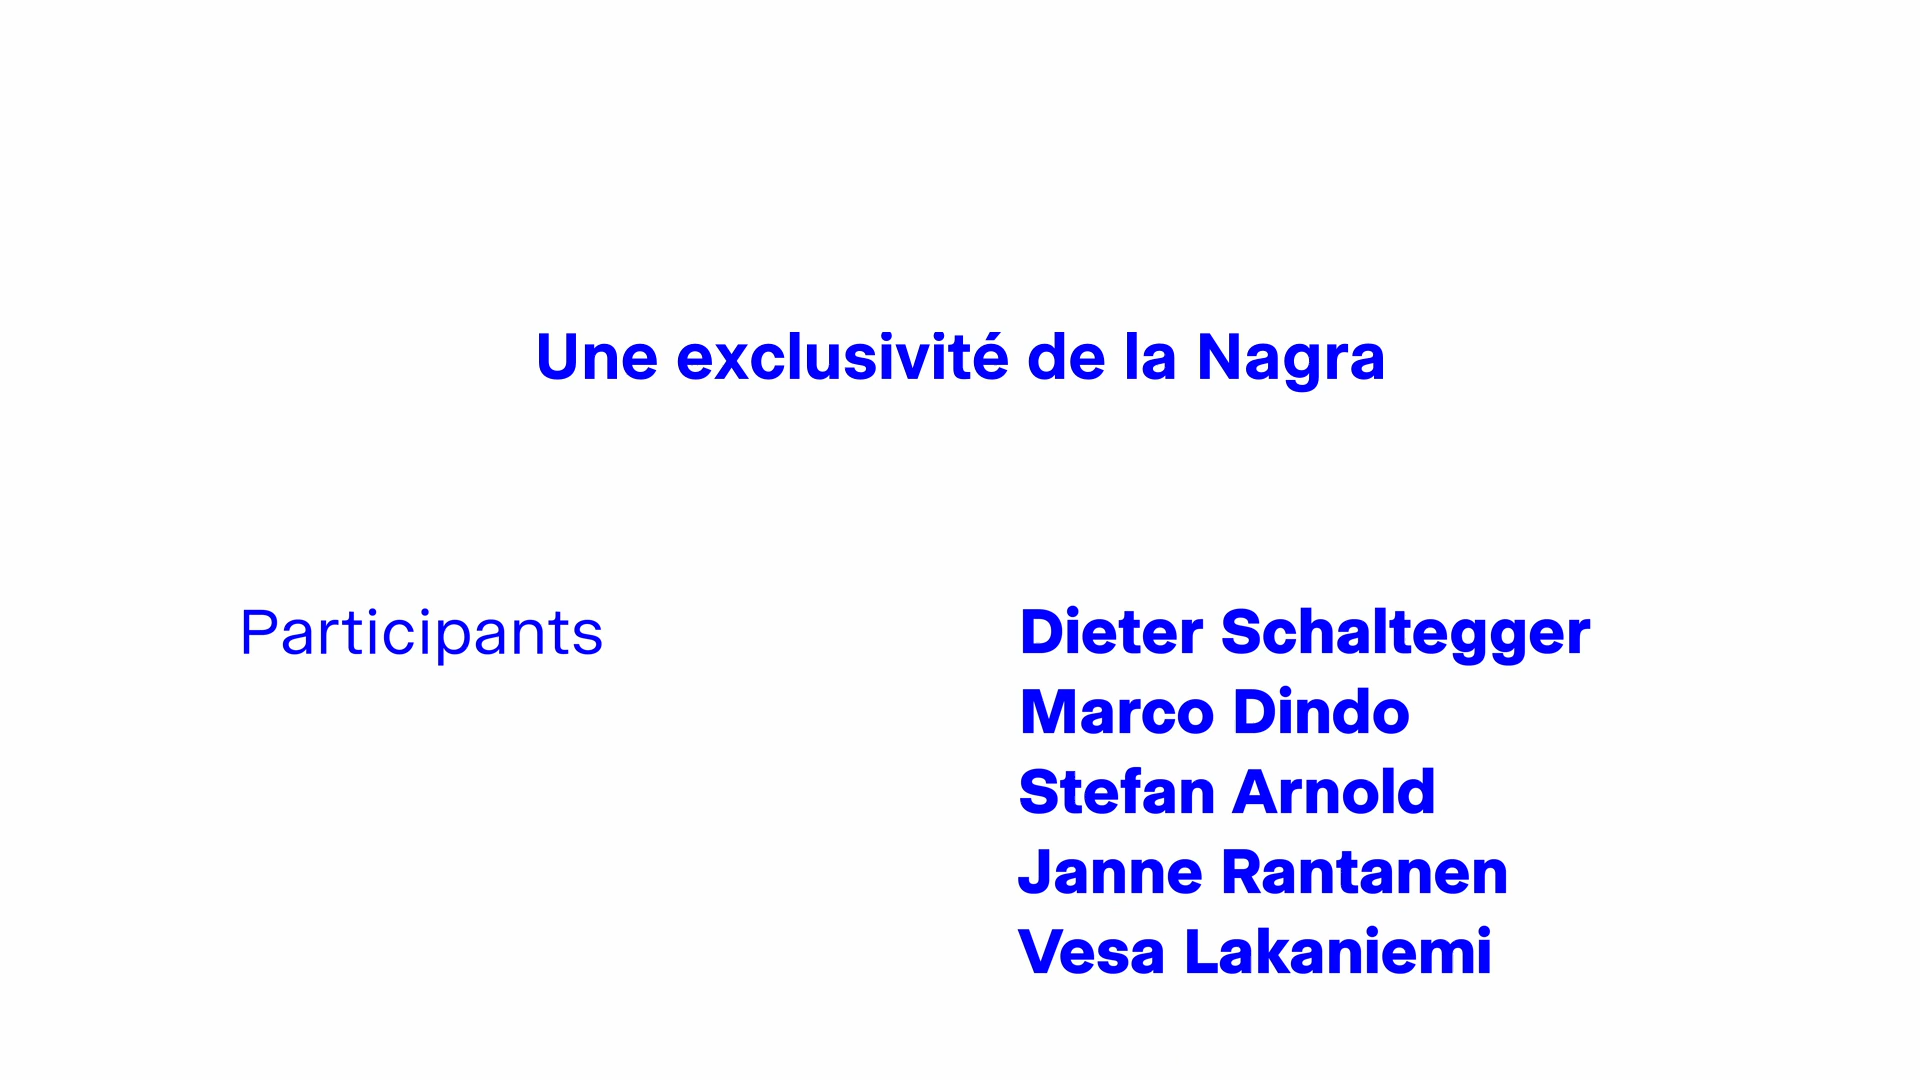 Une exclusivité de la Nagra
Participants
Dieter Schaltegger
Marco Dindo
Stefan Arnold
Janne Rantanen
Vesa Lakaniemi